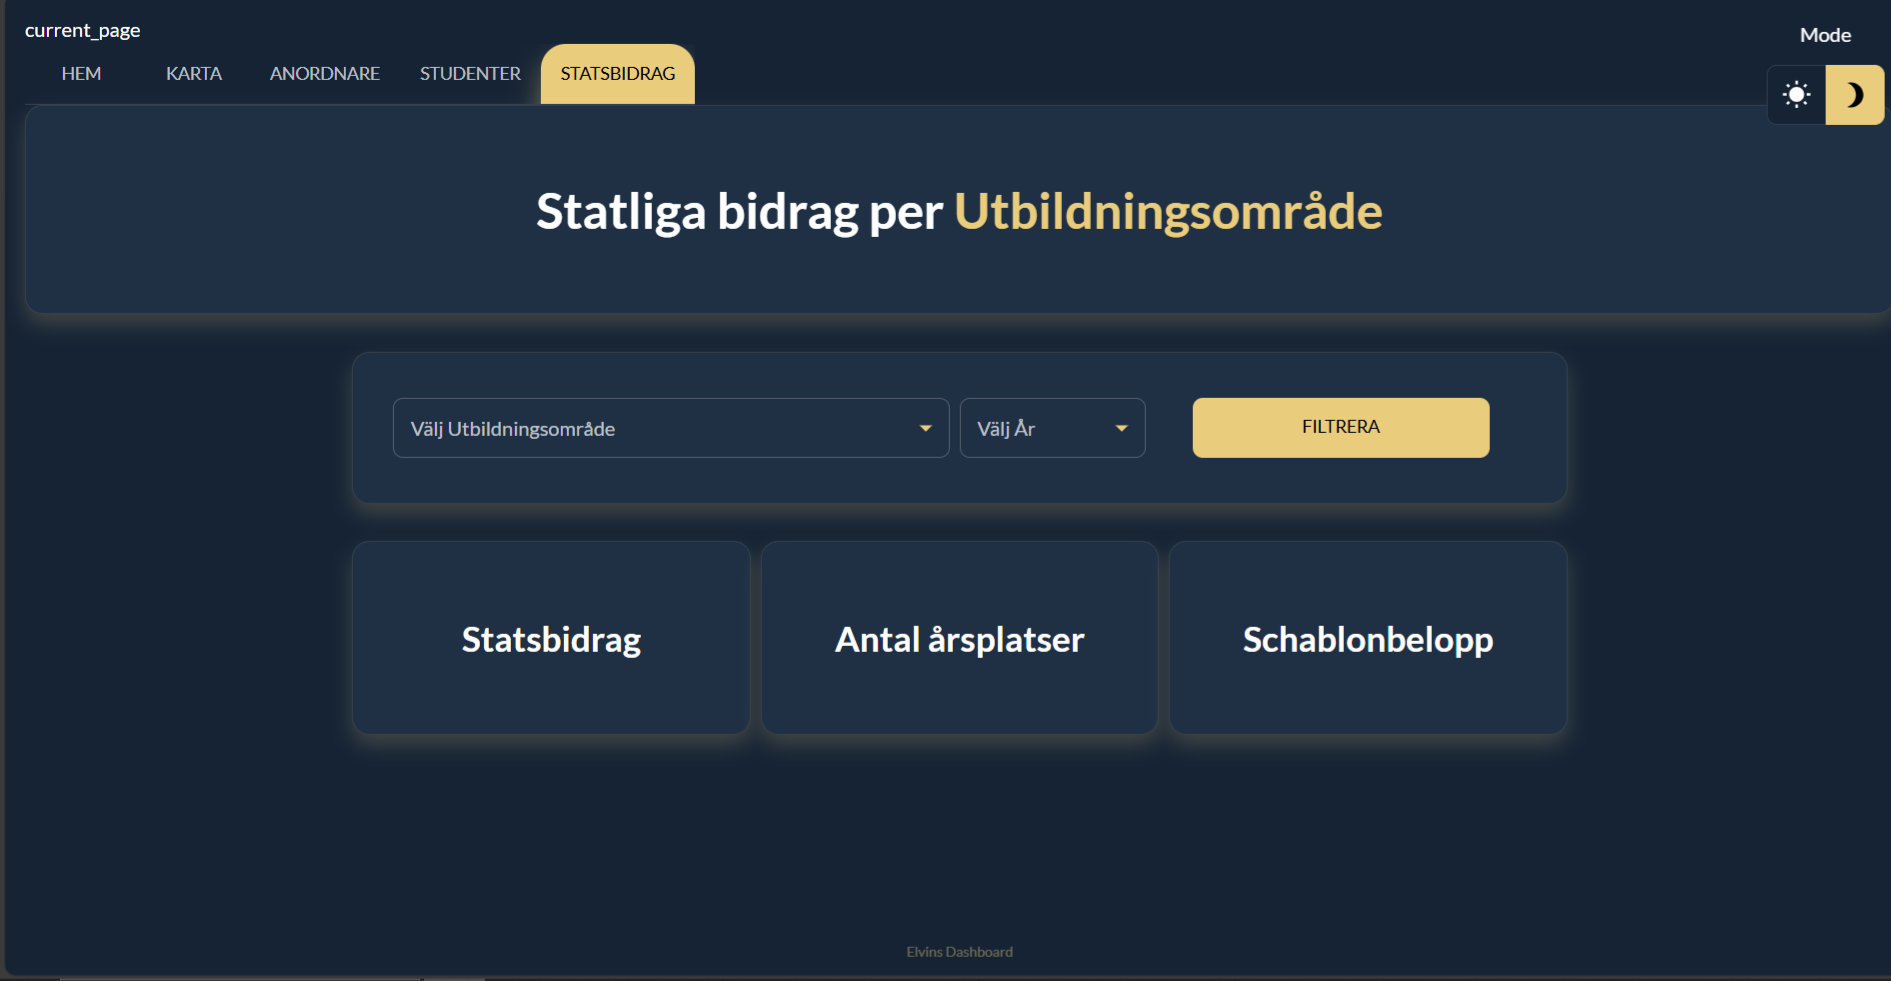 current_page
Mode
HEM KARTA ANORDNARE STUDENTER STATSBIDRAG
Statliga bidrag per Utbildningsområde
Välj Utbildningsområde Välj År FILTRERA
Statsbidrag Antal årsplatser Schablonbelopp
Elvins Dashboard